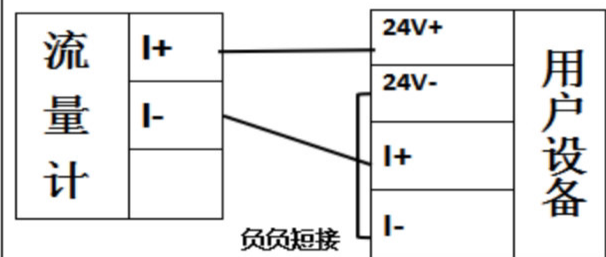 流量计
I+
I-
24V+
24V-
I+
I-
用户设备
负负短接